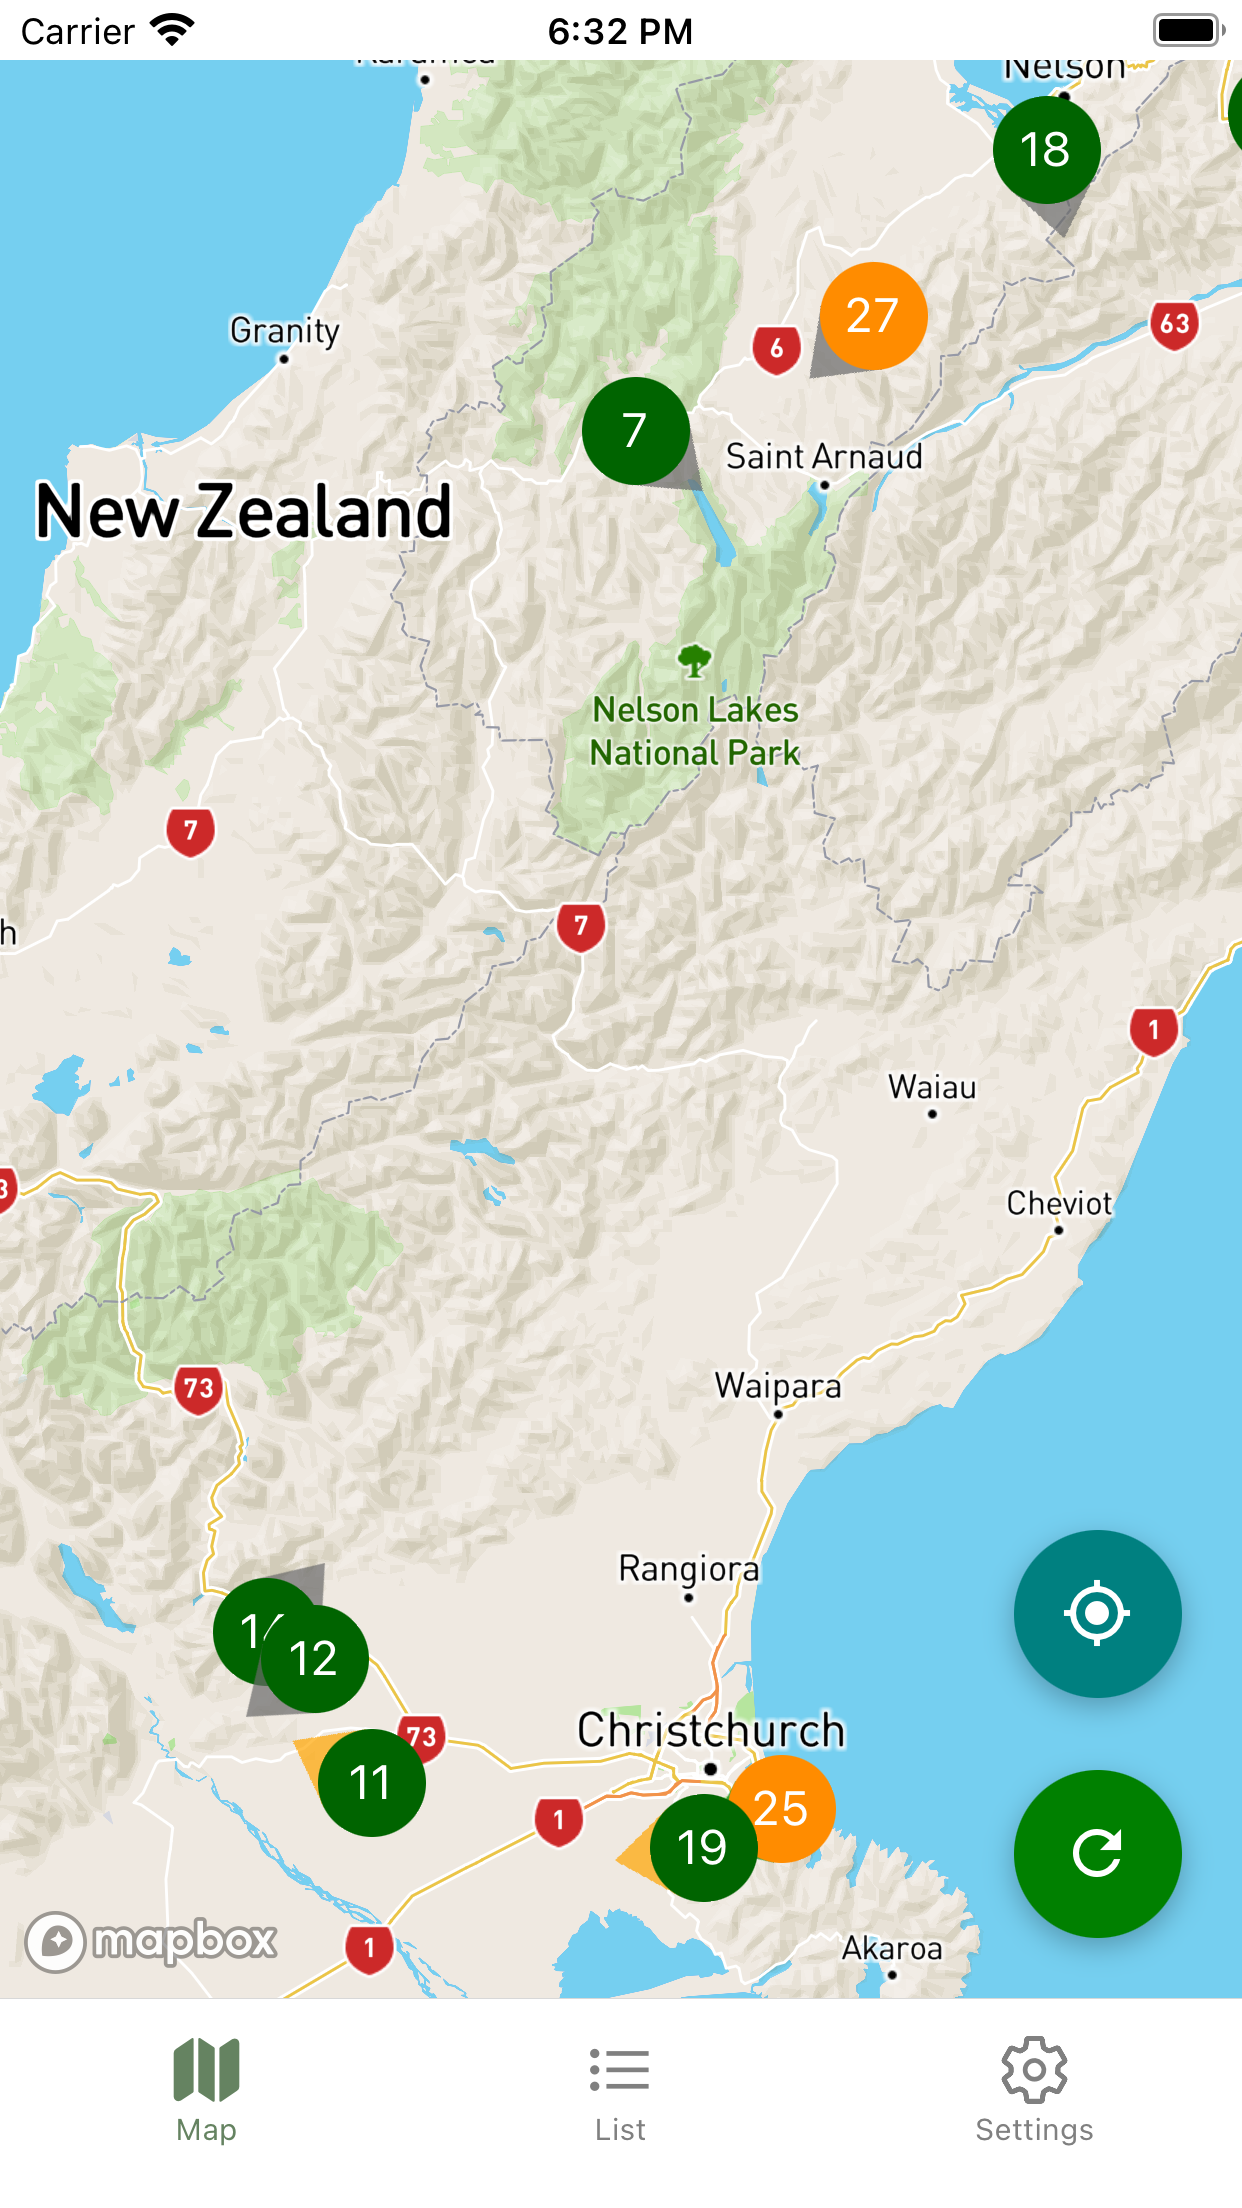 Carrier
6:32 PM
Nelson
18
27
63
6
Granity
7
Saint Arnaud
New Zealand
Nelson Lakes
National Park
7
h
7
1
Waiau
3
Cheviot
73
Waipara
Rangiora
12
Christchurch
73
11
25
1
19
mapbox
1
Akaroa
Map
List
Settings